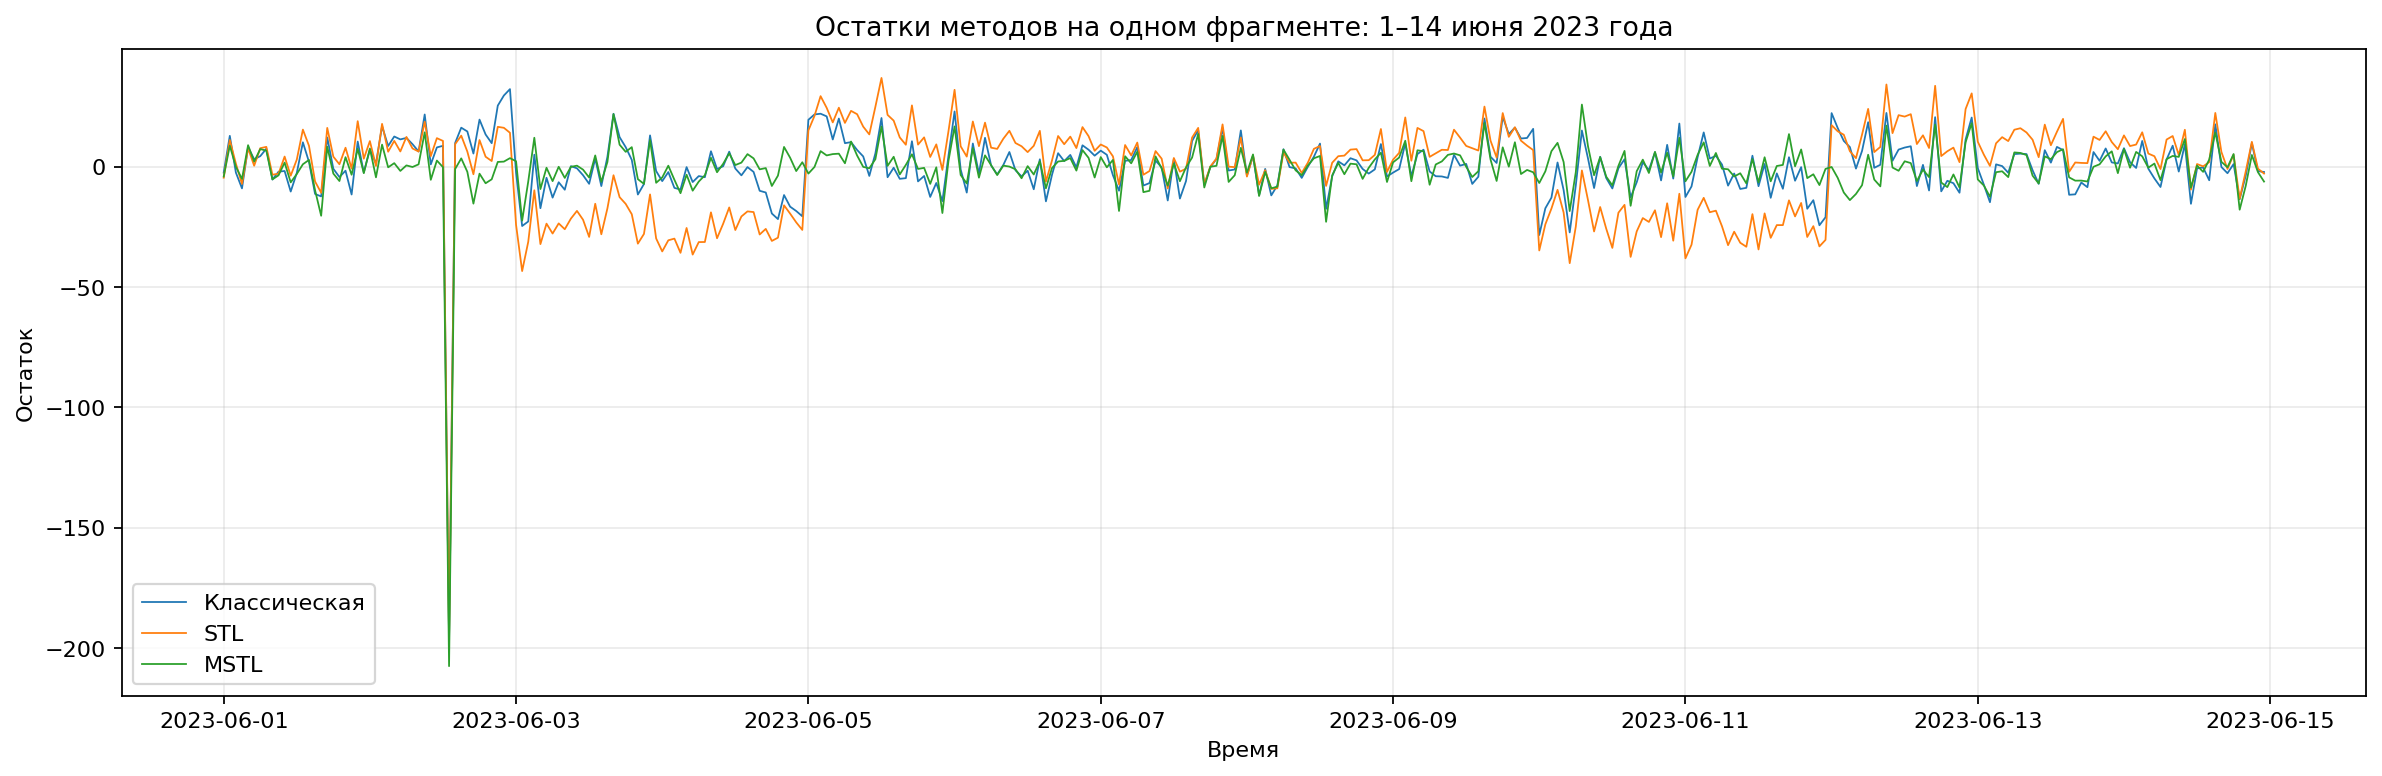 Остатки методов на одном фрагменте: 1–14 июня 2023 года
Остаток
0
−50
−100
−150
−200
Классическая
STL
MSTL
2023-06-01
2023-06-03
2023-06-05
2023-06-07
2023-06-09
2023-06-11
2023-06-13
2023-06-15
Время